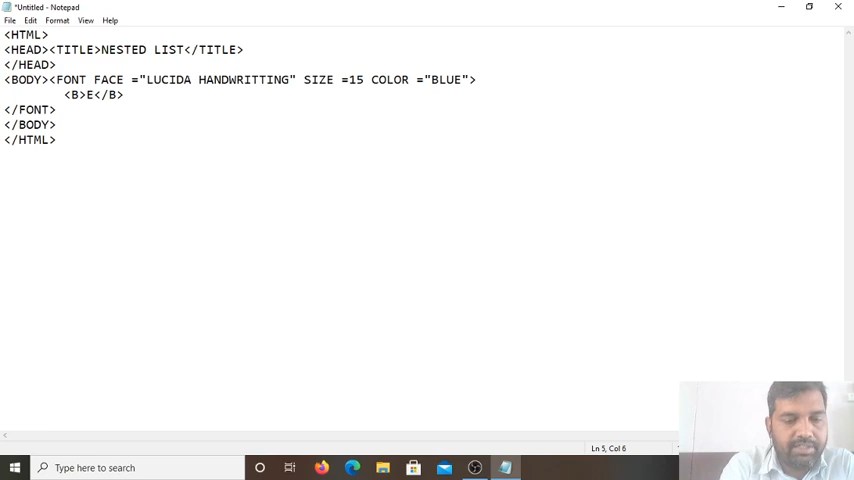 *Untitled - Notepad
File Edit Format View Help
<HTML>
<HEAD><TITLE>NESTED LIST</TITLE>
</HEAD>
<BODY><FONT FACE ="LUCIDA HANDWRITTING" SIZE =15 COLOR ="BLUE">
<B>E</B>
</FONT>
</BODY>
</HTML>
Ln 5, Col 6
Type here to search